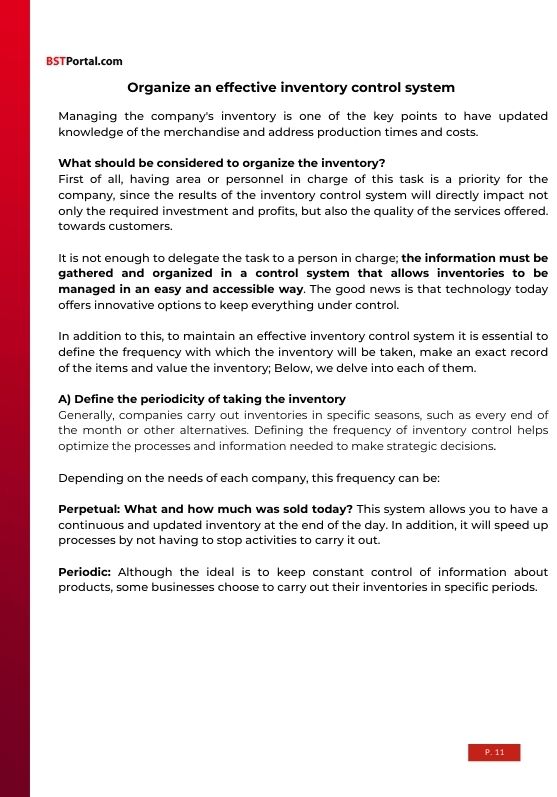 BSTPortal.com
Organize an effective inventory control system
Managing the company's inventory is one of the key points to have updated
knowledge of the merchandise and address production times and costs.
What should be considered to organize the inventory?
First of all, having area or personnel in charge of this task is a priority for the
company, since the results of the inventory control system will directly impact not
only the required investment and profits, but also the quality of the services offered.
towards customers.
It is not enough to delegate the task to a person in charge; the information must be
gathered and organized in a control system that allows inventories to be
managed in an easy and accessible way. The good news is that technology today
offers innovative options to keep everything under control.
In addition to this, to maintain an effective inventory control system it is essential to
define the frequency with which the inventory will be taken, make an exact record
of the items and value the inventory; Below, we delve into each of them.
A) Define the periodicity of taking the inventory
Generally, companies carry out inventories in specific seasons, such as every end of
the month or other alternatives. Defining the frequency of inventory control helps
optimize the processes and information needed to make strategic decisions.
Depending on the needs of each company, this frequency can be:
Perpetual: What and how much was sold today? This system allows you to have a
continuous and updated inventory at the end of the day. In addition, it will speed up
processes by not having to stop activities to carry it out.
Periodic: Although the ideal is to keep constant control of information about
products, some businesses choose to carry out their inventories in specific periods.
P. 11